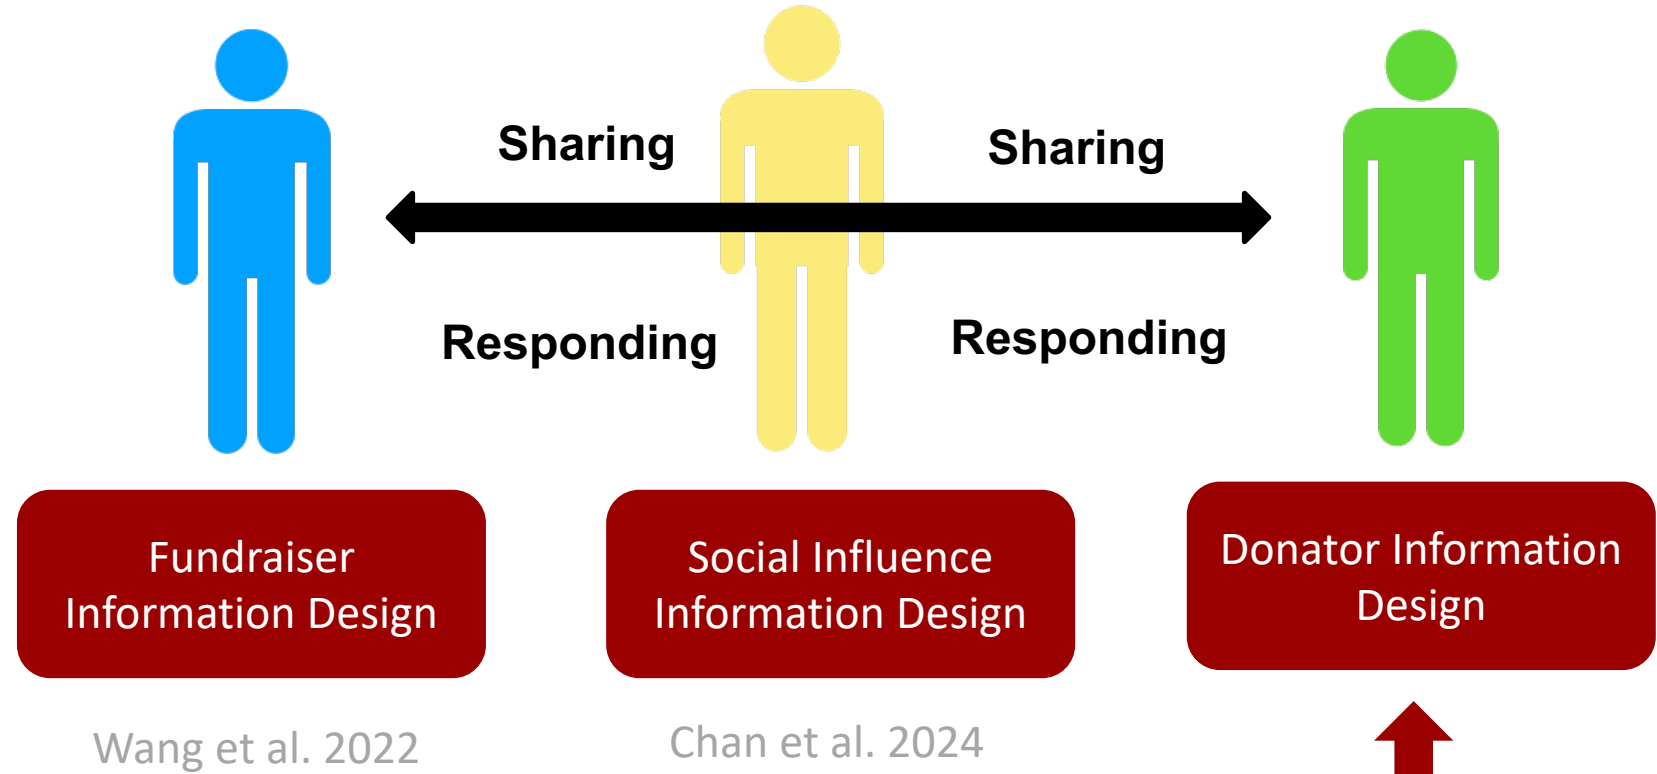 Sharing
Sharing
Responding
Responding
Fundraiser
Information Design
Social Influence
Information Design
Donator Information
Design
Wang et al. 2022
Chan et al. 2024